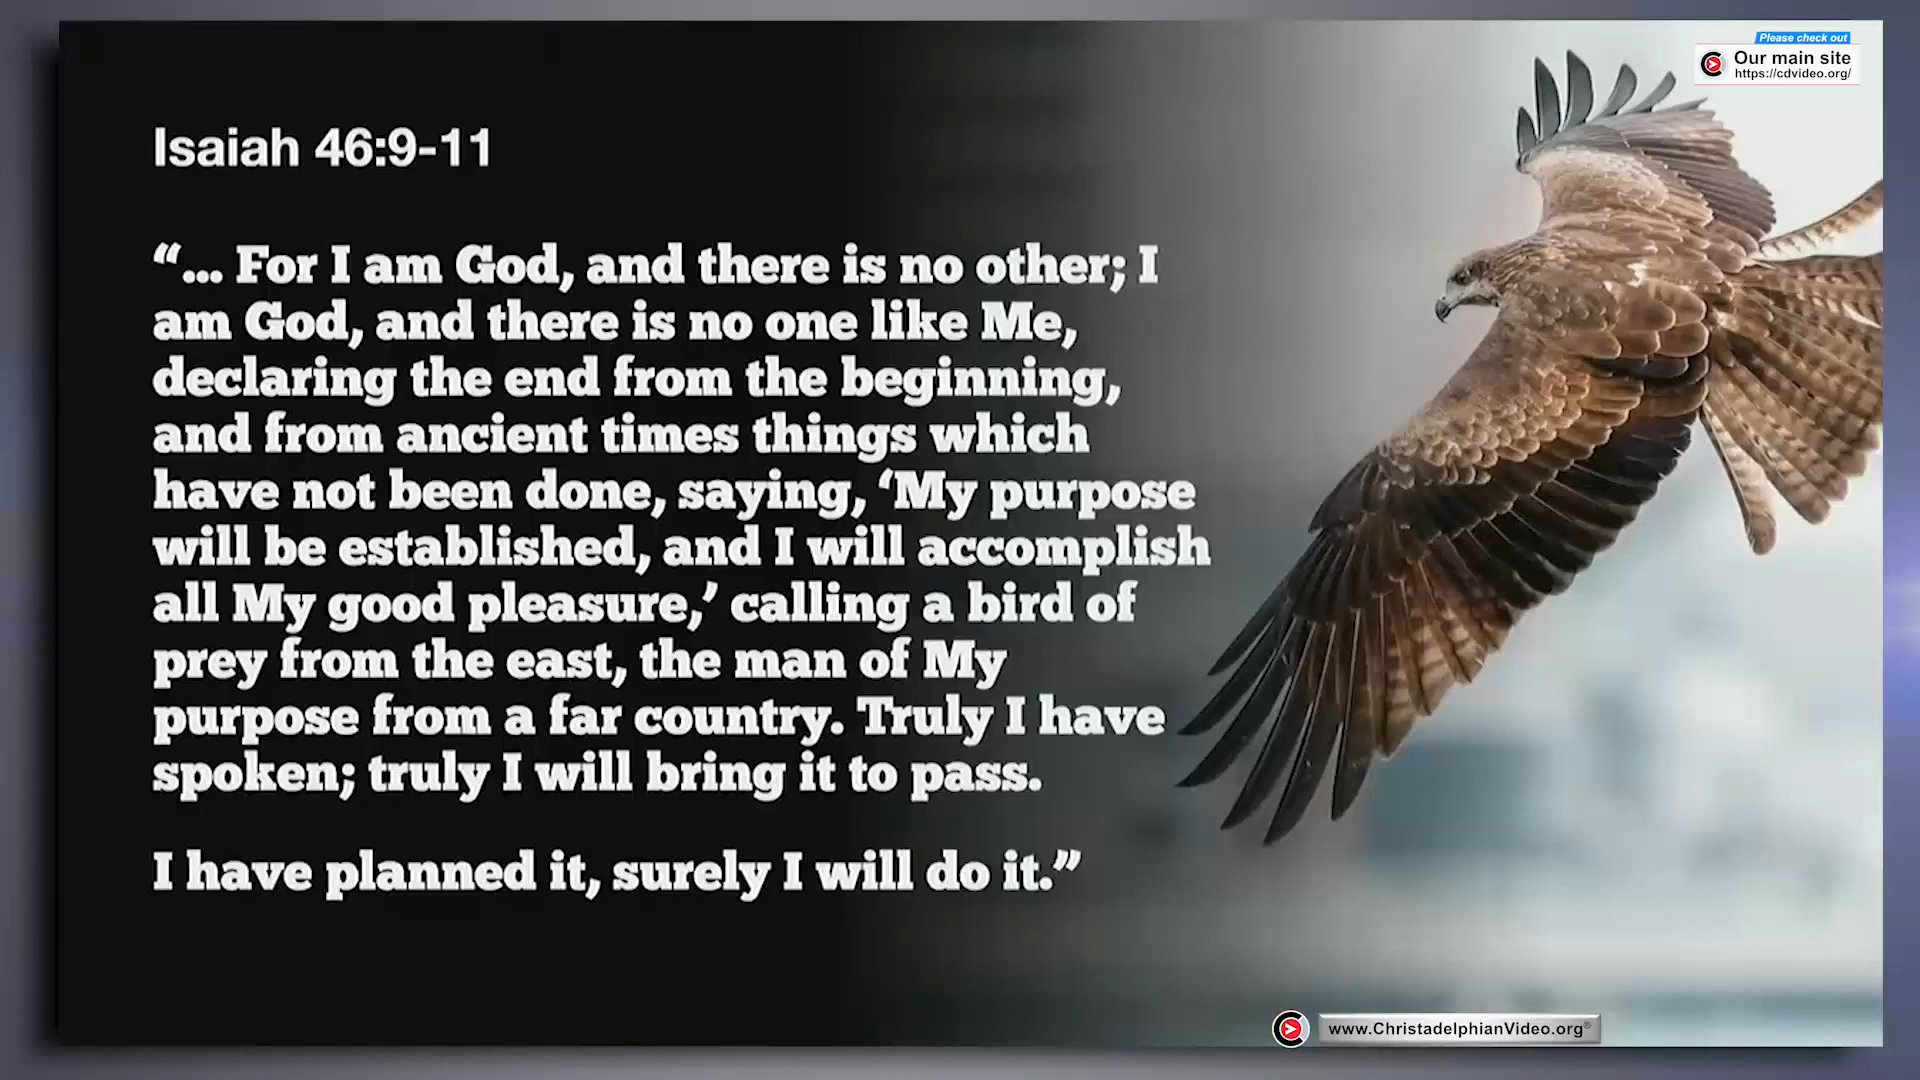 Please check out
Our main site
https://cdvideo.org/
Isaiah 46:9-11
“... For I am God, and there is no other; I
am God, and there is no one like Me,
declaring the end from the beginning,
and from ancient times things which
have not been done, saying, ‘My purpose
will be established, and I will accomplish
all My good pleasure,’ calling a bird of
prey from the east, the man of My
purpose from a far country. Truly I have
spoken; truly I will bring it to pass.
I have planned it, surely I will do it.”
www.ChristadelphianVideo.org®